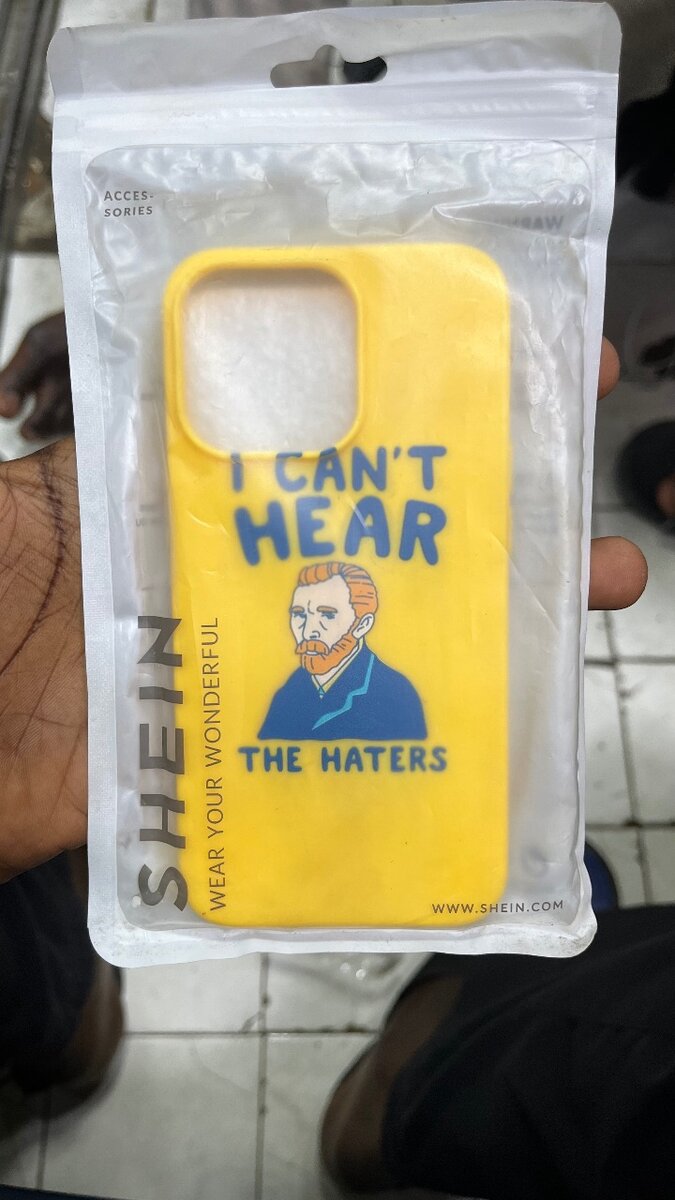 ACCES-
SORIES
I CAN'T
HEAR
THE HATERS
SHEIN
WEAR YOUR WONDERFUL
WWW.SHEIN.COM